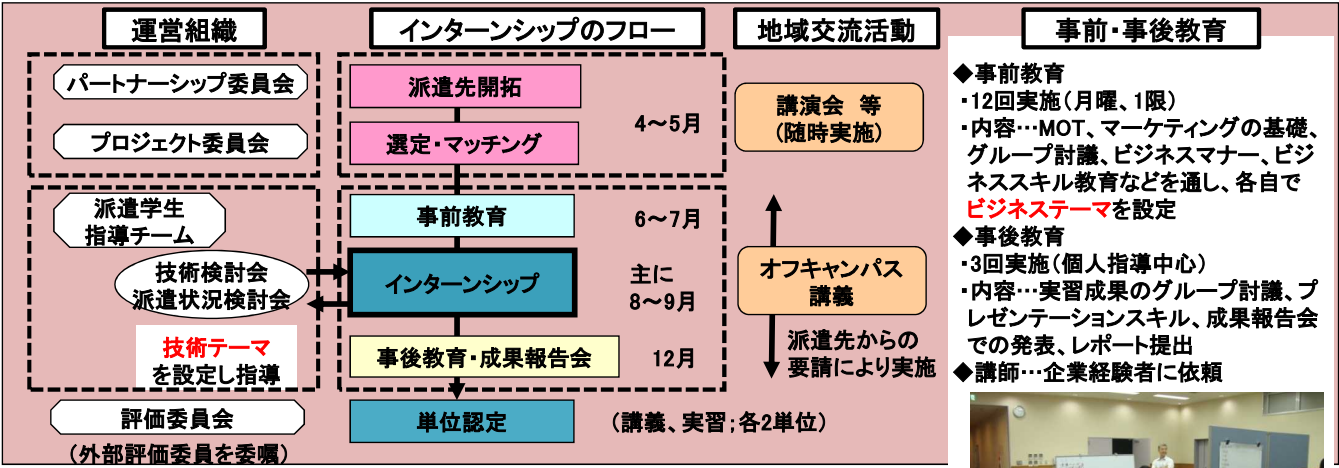 運営組織
パートナーシップ委員会
プロジェクト委員会
派遣学生
指導チーム
技術検討会
派遣状況検討会
技術テーマ
を設定し指導
評価委員会
(外部評価委員を委嘱)
インターンシップのフロー
派遣先開拓
選定・マッチング
4～5月
事前教育
6～7月
インターンシップ
主に
8～9月
事後教育・成果報告会
12月
単位認定
(講義、実習;各2単位)
地域交流活動
講演会 等
(随時実施)
オフキャンパス
講義
派遣先からの
要請により実施
事前・事後教育
◆事前教育
・12回実施(月曜、1限)
・内容…MOT、マーケティングの基礎、
グループ討議、ビジネスマナー、ビジ
ネススキル教育などを通し、各自で
ビジネステーマを設定
◆事後教育
・3回実施(個人指導中心)
・内容…実習成果のグループ討議、プ
レゼンテーションスキル、成果報告会
での発表、レポート提出
◆講師…企業経験者に依頼